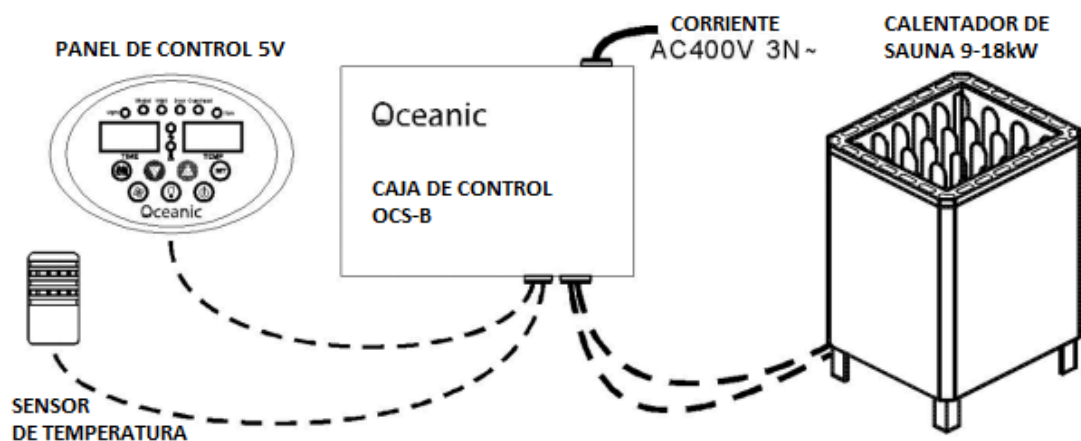 PANEL DE CONTROL 5V
TIME
TEMP
SET
Oceanic
SENSOR
DE TEMPERATURA
Oceanic
CAJA DE CONTROL
OCS-B
CORRIENTE
AC400V 3N~
CALENTADOR DE
SAUNA 9-18kW